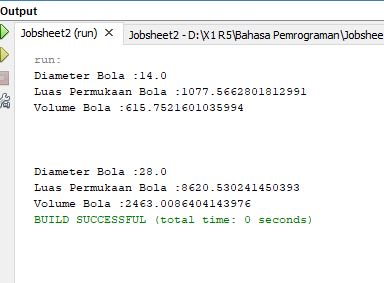 Output
Jobsheet2 (run) × Jobsheet2 - D:\X1 R5\Bahasa Pemrograman\Jobshee
run:
Diameter Bola :14.0
Luas Permukaan Bola :1077.5662801812991
Volume Bola :615.7521601035994
Diameter Bola :28.0
Luas Permukaan Bola :8620.530241450393
Volume Bola :2463.0086404143976
BUILD SUCCESSFUL (total time: 0 seconds)